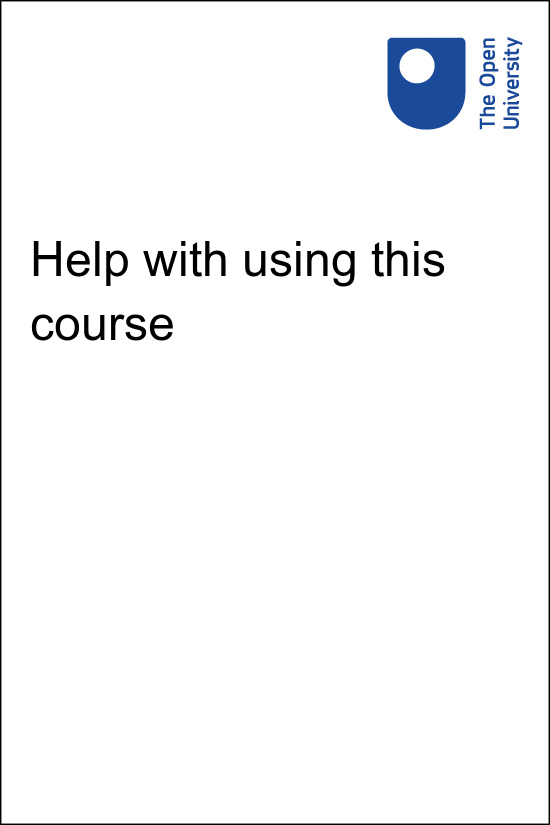 The Open
University
Help with using this
course